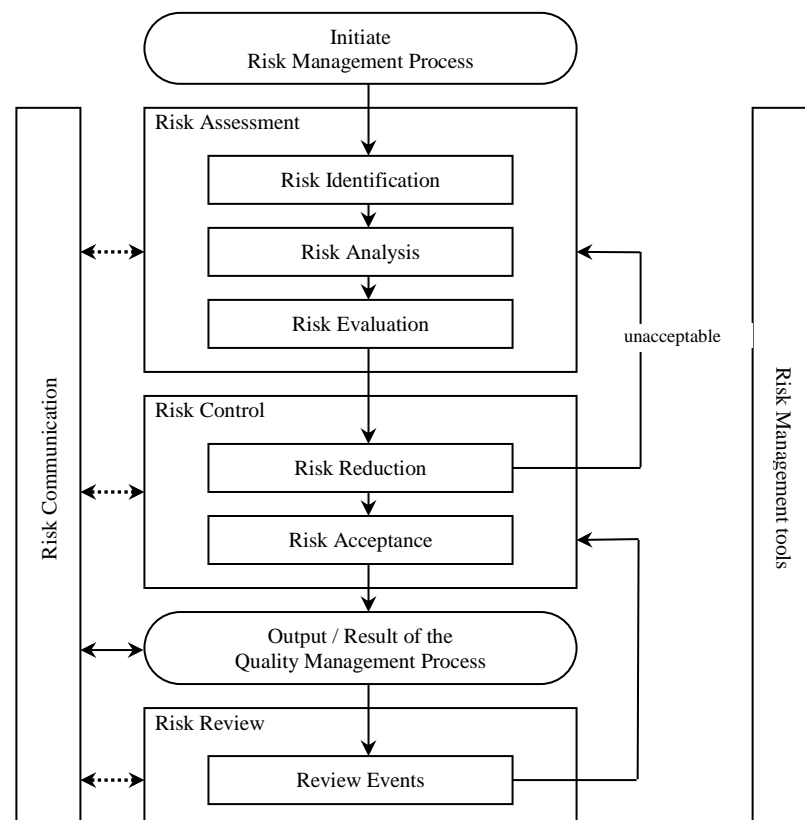 Initiate
Risk Management Process
Risk Assessment
Risk Identification
Risk Analysis
Risk Evaluation
unacceptable
Risk Communication
Risk Management tools
Risk Control
Risk Reduction
Risk Acceptance
Output / Result of the
Quality Management Process
Risk Review
Review Events